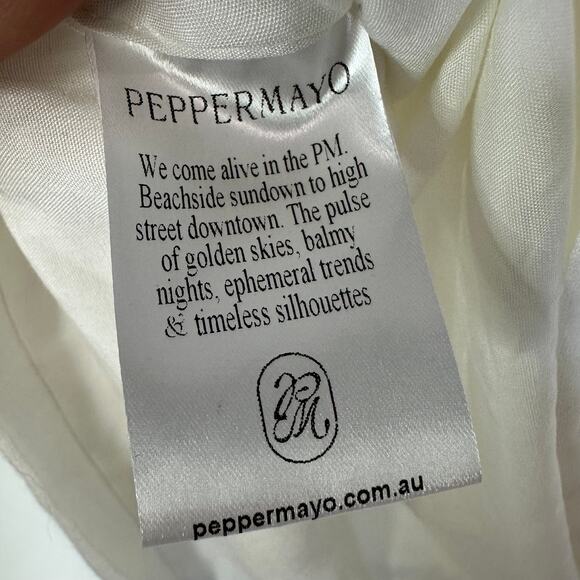 PEPPERMAYO
We come alive in the PM.
Beachside sundown to high
street downtown. The pulse
of golden skies, balmy
nights, ephemeral trends
& timeless silhouettes
PM
peppermayo.com.au